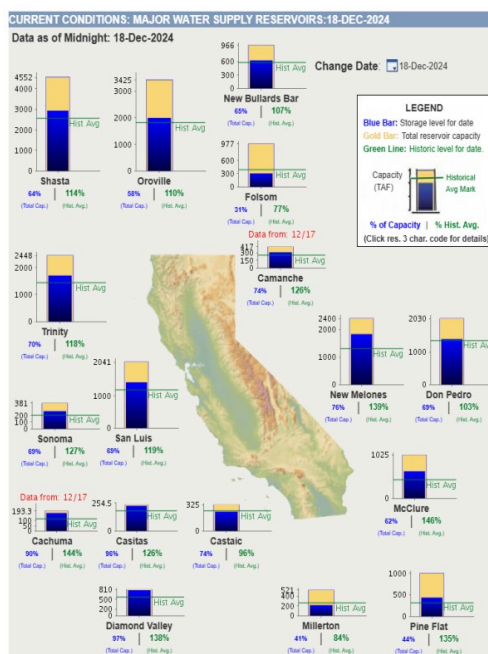 CURRENT CONDITIONS: MAJOR WATER SUPPLY RESERVOIRS:18-DEC-2024
Data as of Midnight: 18-Dec-2024
Change Date: 18-Dec-2024
LEGEND
Blue Bar: Storage level for date
Gold Bar: Total reservoir capacity
Green Line: Historic level for date.
Capacity
(TAF)
Historical
Avg Mark
% of Capacity | % Hist. Avg.
(Click res. 3 char. code for details)
4552
4000
3000
2000
1000
0
Hist Avg
Shasta
64% | 114%
(Total Cap.) (Hist. Avg.)
3425
3000
2000
1000
0
Hist Avg
Oroville
58% | 110%
(Total Cap.) (Hist. Avg.)
966
600
300
0
Hist Avg
New Bullards Bar
65% | 107%
(Total Cap.) (Hist. Avg.)
977
600
300
0
Hist Avg
Folsom
31% | 77%
(Total Cap.) (Hist. Avg.)
Data from: 12/17
417
300
150
0
Hist Avg
Camanche
74% | 126%
(Total Cap.) (Hist. Avg.)
2448
2000
1000
0
Hist Avg
Trinity
70% | 118%
(Total Cap.) (Hist. Avg.)
2400
2000
1000
0
Hist Avg
New Melones
76% | 139%
(Total Cap.) (Hist. Avg.)
2030
1000
0
Hist Avg
Don Pedro
69% | 103%
(Total Cap.) (Hist. Avg.)
381
200
100
0
Hist Avg
Sonoma
69% | 127%
(Total Cap.) (Hist. Avg.)
2041
1000
0
Hist Avg
San Luis
69% | 119%
(Total Cap.) (Hist. Avg.)
1025
0
Hist Avg
McClure
62% | 146%
(Total Cap.) (Hist. Avg.)
Data from: 12/17
193.3
100
50
0
Hist Avg
Cachuma
90% | 144%
(Total Cap.) (Hist. Avg.)
254.5
0
Hist Avg
Casitas
96% | 126%
(Total Cap.) (Hist. Avg.)
325
0
Hist Avg
Castaic
74% | 96%
(Total Cap.) (Hist. Avg.)
810
600
400
200
0
Hist Avg
Diamond Valley
97% | 138%
(Total Cap.) (Hist. Avg.)
521
400
200
0
Hist Avg
Millerton
41% | 84%
(Total Cap.) (Hist. Avg.)
1000
0
Hist Avg
Pine Flat
44% | 135%
(Total Cap.) (Hist. Avg.)